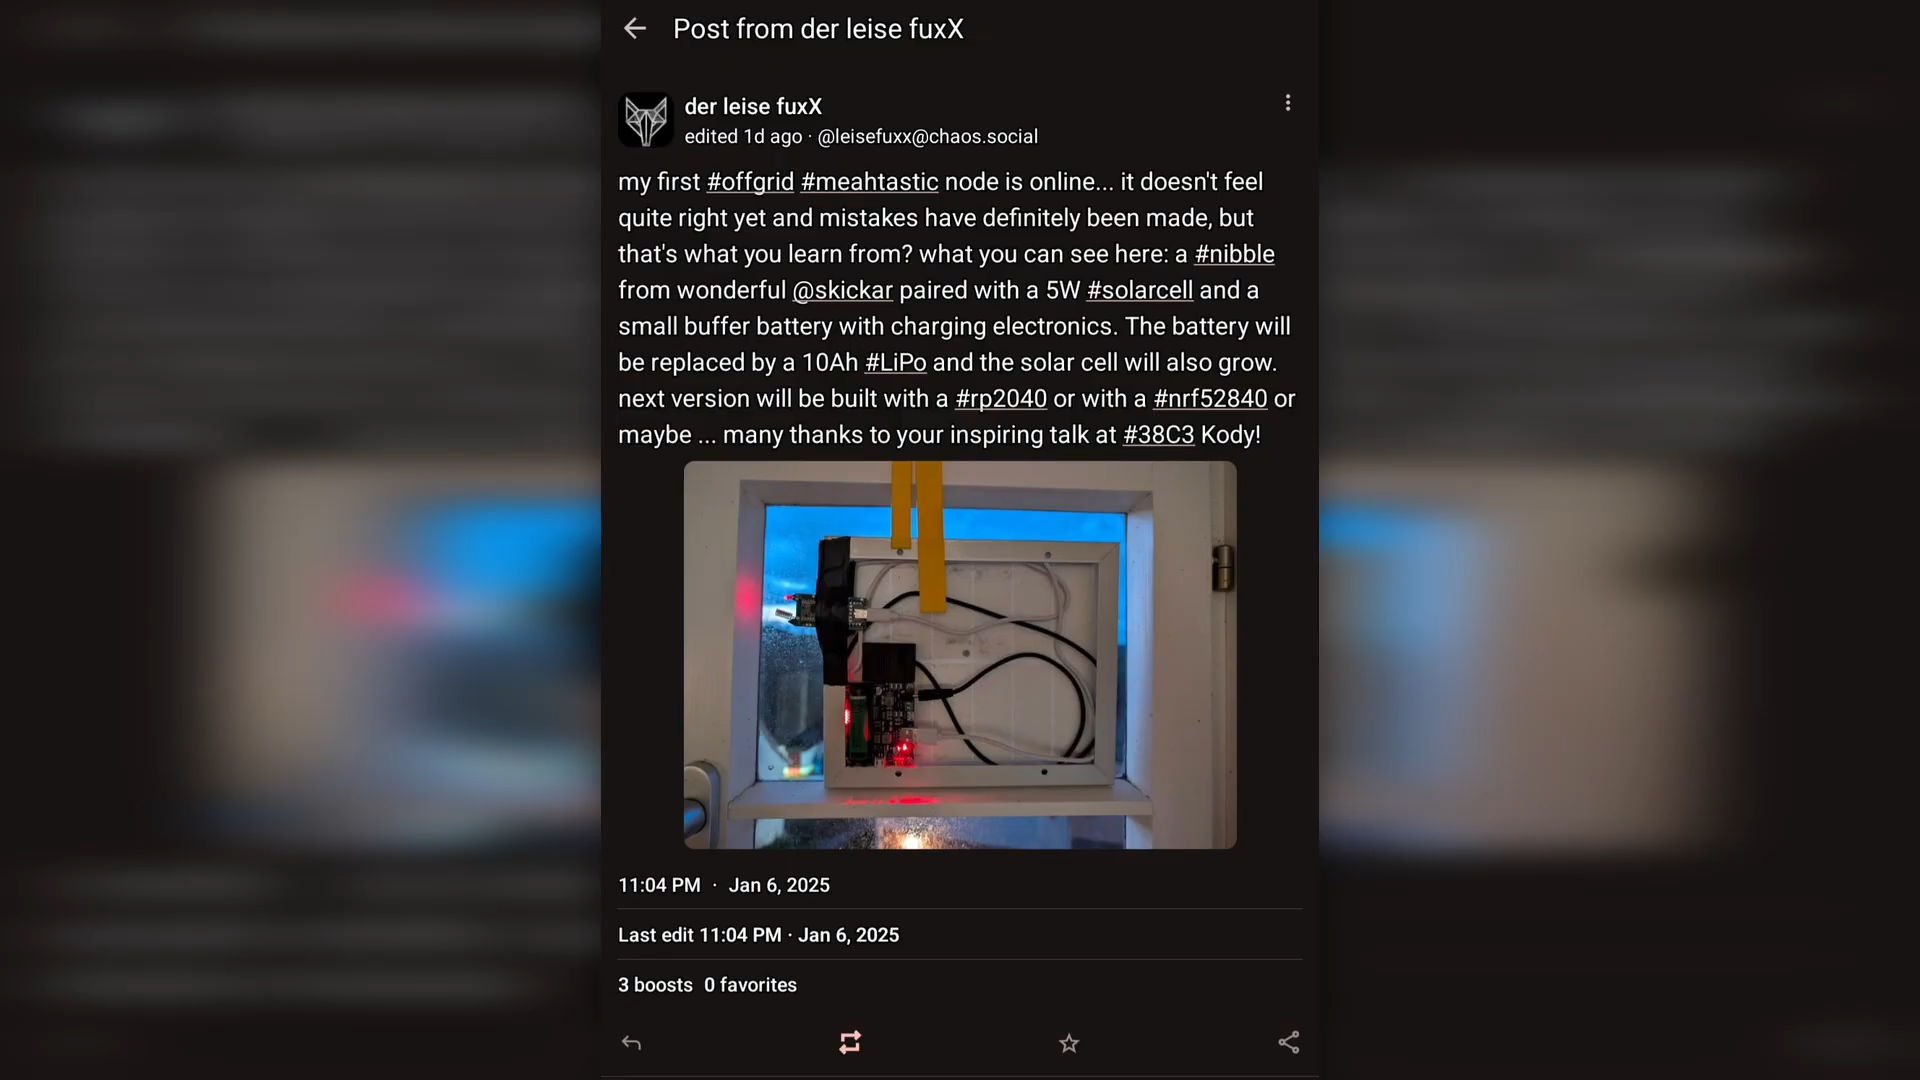 Post from der leise fuxX
der leise fuxX
edited 1d ago · @leisefuxx@chaos.social
my first #offgrid #meahtastic node is online... it doesn't feel
quite right yet and mistakes have definitely been made, but
that's what you learn from? what you can see here: a #nibble
from wonderful @skickar paired with a 5W #solarcell and a
small buffer battery with charging electronics. The battery will
be replaced by a 10Ah #LiPo and the solar cell will also grow.
next version will be built with a #rp2040 or with a #nrf52840 or
maybe ... many thanks to your inspiring talk at #38C3 Kody!
11:04 PM · Jan 6, 2025
Last edit 11:04 PM · Jan 6, 2025
3 boosts 0 favorites